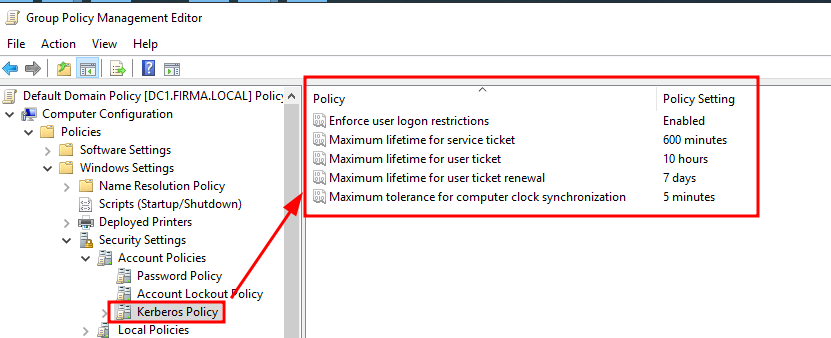 Group Policy Management Editor
File Action View Help
Default Domain Policy [DC1.FIRMA.LOCAL] Policy
Computer Configuration
Policies
Software Settings
Windows Settings
Name Resolution Policy
Scripts (Startup/Shutdown)
Deployed Printers
Security Settings
Account Policies
Password Policy
Account Lockout Policy
Kerberos Policy
Local Policies
Policy Policy Setting
Enforce user logon restrictions Enabled
Maximum lifetime for service ticket 600 minutes
Maximum lifetime for user ticket 10 hours
Maximum lifetime for user ticket renewal 7 days
Maximum tolerance for computer clock synchronization 5 minutes